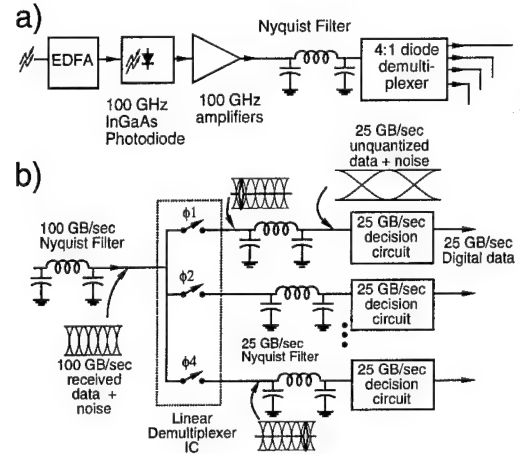 a)
Nyquist Filter
EDFA
100 GHz
InGaAs
Photodiode
100 GHz
amplifiers
4:1 diode
demulti-
plexer
b)
25 GB/sec
unquantized
data + noise
100 GB/sec
Nyquist Filter
ϕ1
25 GB/sec
decision
circuit
25 GB/sec
Digital data
ϕ2
25 GB/sec
decision
circuit
100 GB/sec
received
data +
noise
ϕ4
25 GB/sec
Nyquist Filter
25 GB/sec
decision
circuit
Linear
Demultiplexer
IC